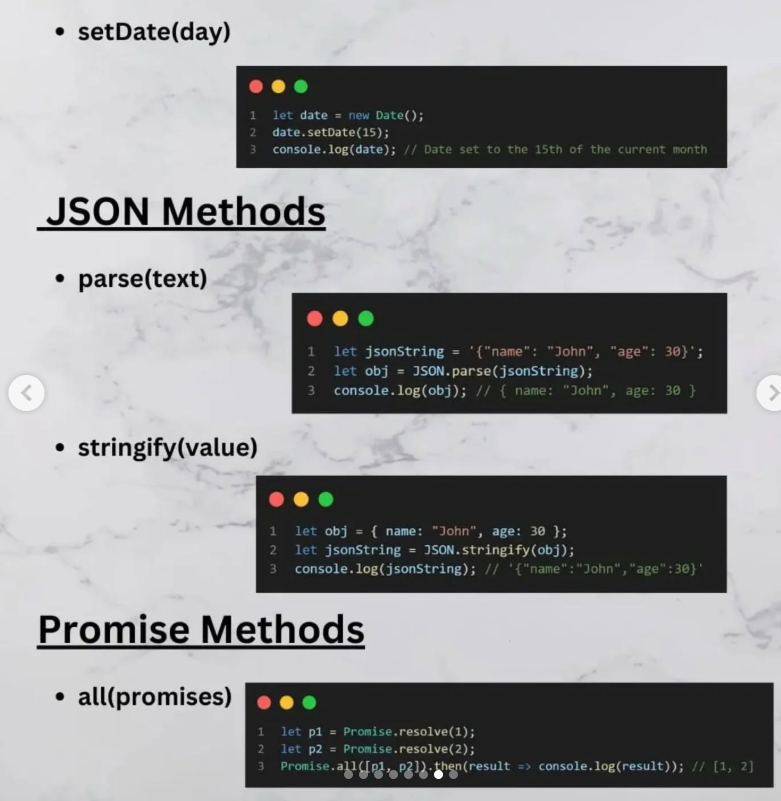 • setDate(day)
1 let date = new Date();
2 date.setDate(15);
3 console.log(date); // Date set to the 15th of the current month
JSON Methods
• parse(text)
1 let jsonString = '{"name": "John", "age": 30}';
2 let obj = JSON.parse(jsonString);
3 console.log(obj); // { name: "John", age: 30 }
• stringify(value)
1 let obj = { name: "John", age: 30 };
2 let jsonString = JSON.stringify(obj);
3 console.log(jsonString); // '{"name":"John","age":30}'
Promise Methods
• all(promises)
1 let p1 = Promise.resolve(1);
2 let p2 = Promise.resolve(2);
3 Promise.all([p1, p2]).then(result => console.log(result)); // [1, 2]